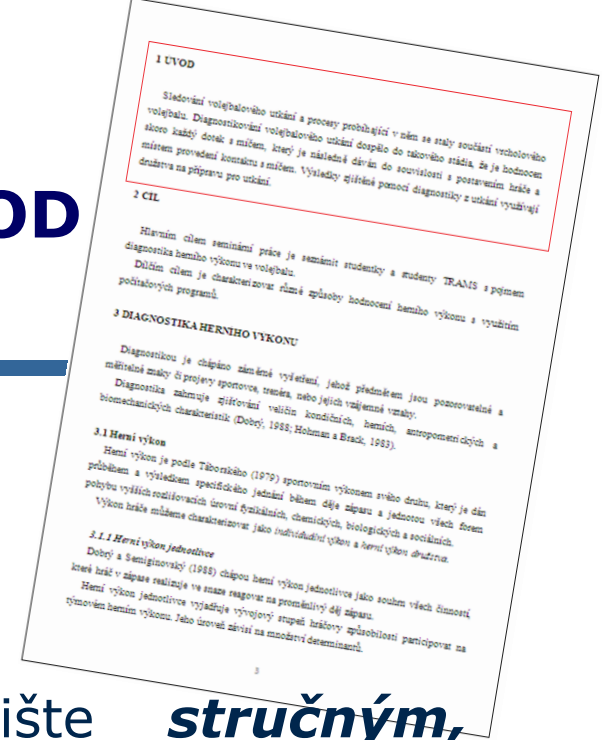 1 ÚVOD
Sledování volejbalového utkání a procesy probíhající v něm se staly součástí vrcholového
volejbalu. Diagnostikování volejbalového utkání dospělo do takového stádia, že je hodnocen
skoro každý dotek s míčem, který je následně dáván do souvislosti s postavením hráče a
místem provedení kontaktu s míčem. Výsledky zjištěné pomocí diagnostiky z utkání využívají
družstva na přípravu pro utkání.
OD
2 CÍL
Hlavním cílem seminární práce je seznámit studentky a studenty TRAMS s pojmem
diagnostika herního výkonu ve volejbalu.
Dílčím cílem je charakterizovat různé způsoby hodnocení herního výkonu s využitím
počítačových programů.
3 DIAGNOSTIKA HERNÍHO VÝKONU
Diagnostikou je chápáno záměrné vyšetření, jehož předmětem jsou pozorovatelné a
měřitelné znaky či projevy sportovce, trenéra, nebo jejich vzájemné vztahy.
Diagnostika zahrnuje zjišťování veličin kondičních, herních, antropometrických a
biomechanických charakteristik (Dobrý, 1988; Hohman a Brack, 1983).
3.1 Herní výkon
Herní výkon je podle Táborského (1979) sportovním výkonem svého druhu, který je dán
průběhem a výsledkem specifického jednání během děje zápasu a jednotou všech forem
pohybu vyšších rozlišovacích úrovní fyzikálních, chemických, biologických a sociálních.
Výkon hráče můžeme charakterizovat jako individuální výkon a herní výkon družstva.
3.1.1 Herní výkon jednotlivce
Dobrý a Semiginovský (1988) chápou herní výkon jednotlivce jako souhrn všech činností,
které hráč v zápase realizuje ve snaze reagovat na proměnlivý děj zápasu.
Herní výkon jednotlivce vyjadřuje vývojový stupeň hráčovy způsobilosti participovat na
týmovém herním výkonu. Jeho úroveň závisí na množství determinantů.
ište stručným,